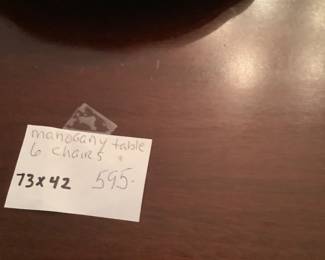 mahogany table
6 chairs
73x42 595.